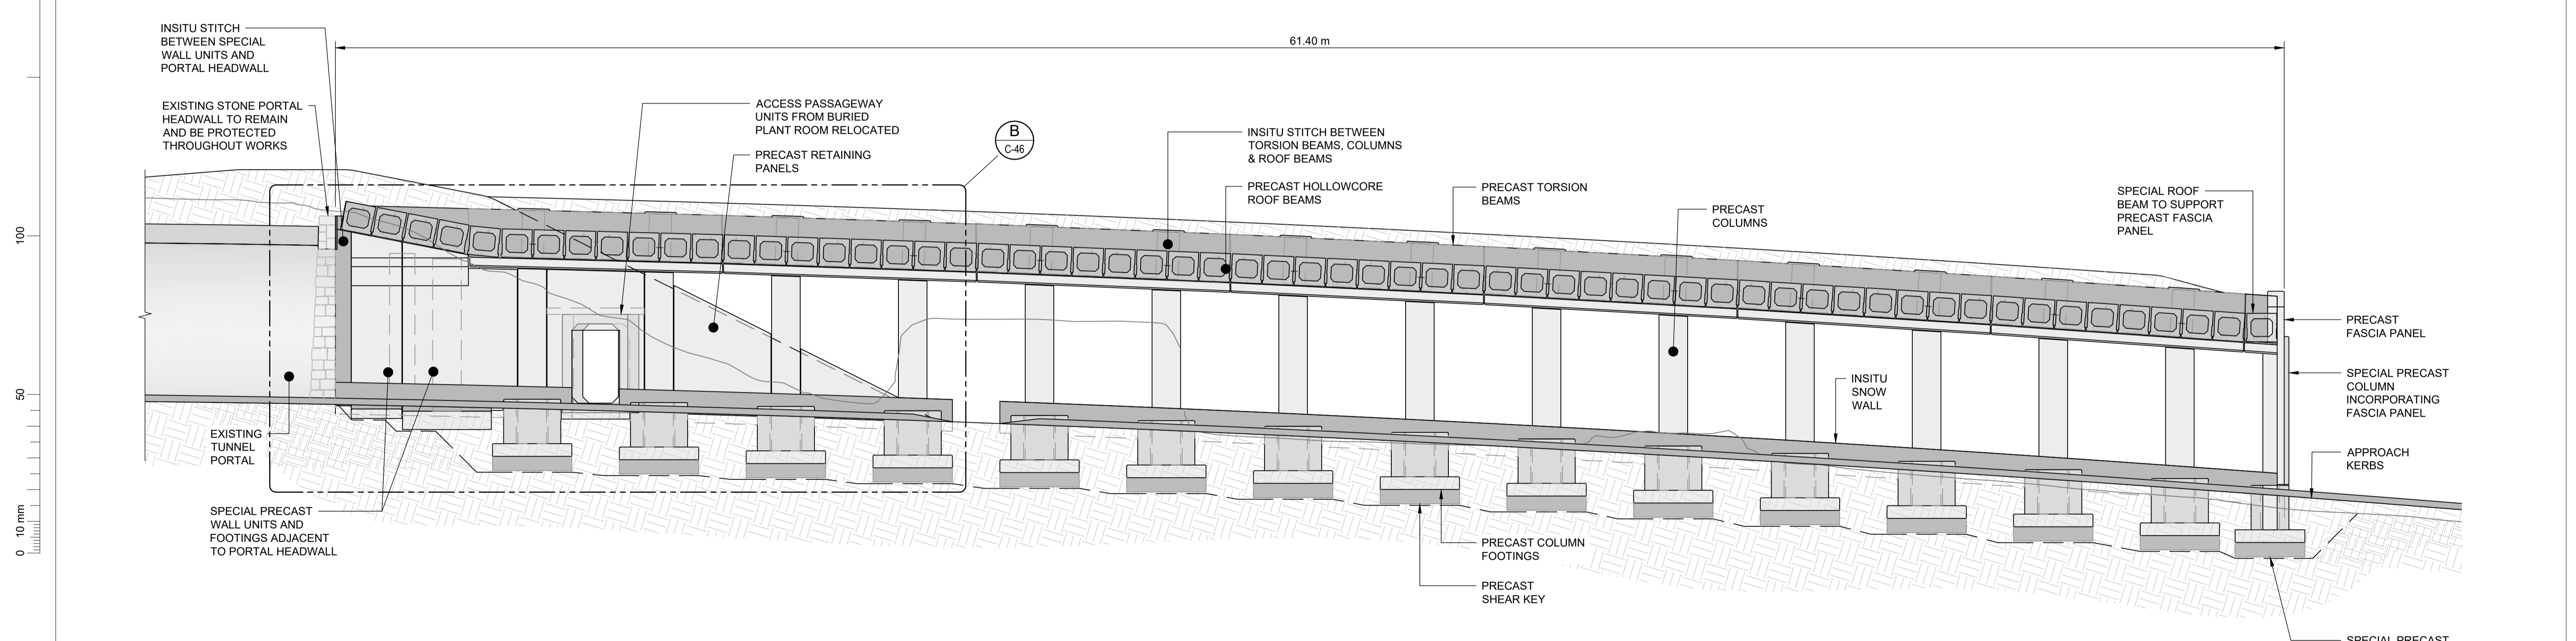 INSITU STITCH
BETWEEN SPECIAL
WALL UNITS AND
PORTAL HEADWALL
61.40 m
EXISTING STONE PORTAL
HEADWALL TO REMAIN
AND BE PROTECTED
THROUGHOUT WORKS
ACCESS PASSAGEWAY
UNITS FROM BURIED
PLANT ROOM RELOCATED
PRECAST RETAINING
PANELS
B
C-46
INSITU STITCH BETWEEN
TORSION BEAMS, COLUMNS
& ROOF BEAMS
PRECAST HOLLOWCORE
ROOF BEAMS
PRECAST TORSION
BEAMS
PRECAST
COLUMNS
SPECIAL ROOF
BEAM TO SUPPORT
PRECAST FASCIA
PANEL
PRECAST
FASCIA PANEL
SPECIAL PRECAST
COLUMN
INCORPORATING
FASCIA PANEL
INSITU
SNOW
WALL
APPROACH
KERBS
EXISTING
TUNNEL
PORTAL
SPECIAL PRECAST
WALL UNITS AND
FOOTINGS ADJACENT
TO PORTAL HEADWALL
PRECAST COLUMN
FOOTINGS
PRECAST
SHEAR KEY
SPECIAL PRECAST
100
50
10 mm
0